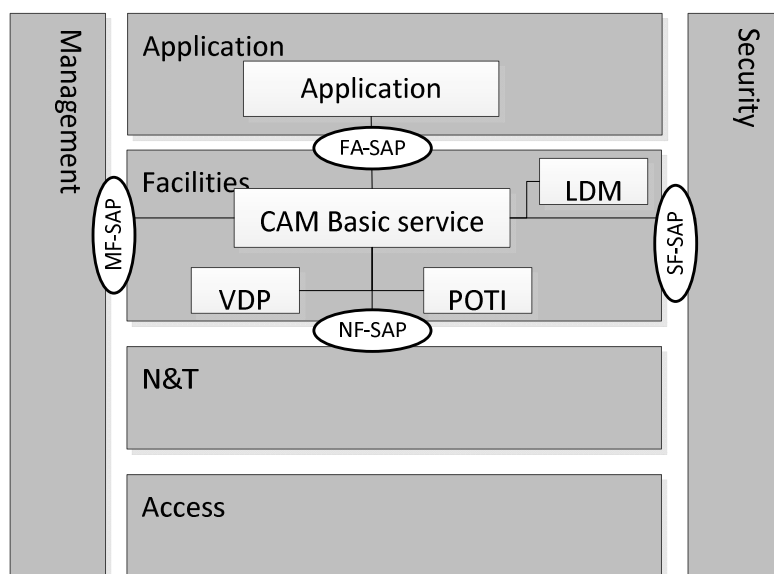 Management
Application
Application
FA-SAP
Security
Facilities
LDM
CAM Basic service
MF-SAP
SF-SAP
VDP
POTI
NF-SAP
N&T
Access